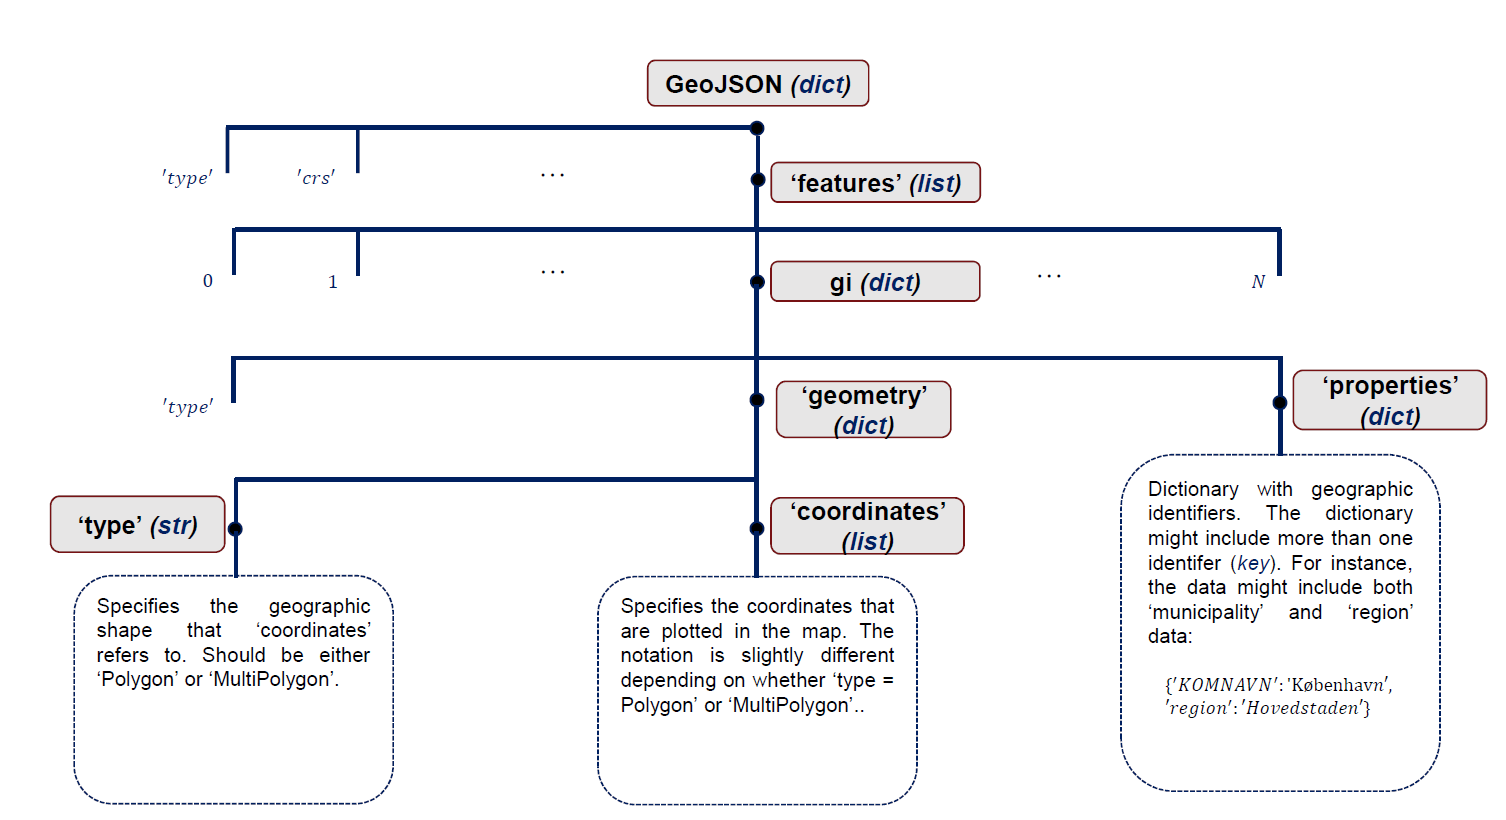 GeoJSON (dict)
'type'
'crs'
...
‘features’ (list)
0
1
...
gi (dict)
...
N
'type'
‘geometry’
(dict)
‘properties’
(dict)
‘type’ (str)
‘coordinates’
(list)
Specifies the geographic
shape that ‘coordinates’
refers to. Should be either
‘Polygon’ or ‘MultiPolygon’.
Specifies the coordinates that
are plotted in the map. The
notation is slightly different
depending on whether ‘type =
Polygon’ or ‘MultiPolygon’..
Dictionary with geographic
identifiers. The dictionary
might include more than one
identifer (key). For instance,
the data might include both
‘municipality’ and ‘region’
data:
{'KOMNAVN':'København',
'region':'Hovedstaden'}